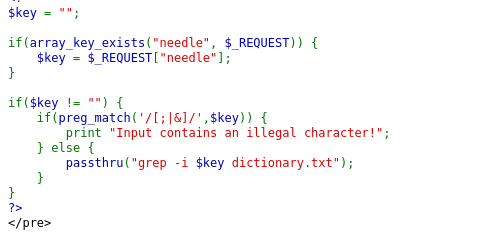 $key = "";
if(array_key_exists("needle", $_REQUEST)) {
    $key = $_REQUEST["needle"];
}
if($key != "") {
    if(preg_match('/[;|&]/',$key)) {
        print "Input contains an illegal character!";
    } else {
        passthru("grep -i $key dictionary.txt");
    }
}
?>
</pre>